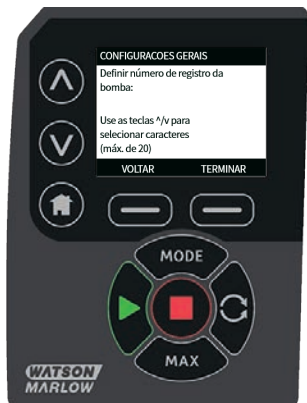 CONFIGURACOES GERAIS
Definir número de registro da
bomba:
Use as teclas ^/v para
selecionar caracteres
(máx. de 20)
VOLTAR TERMINAR
MODE
MAX
WATSON
MARLOW